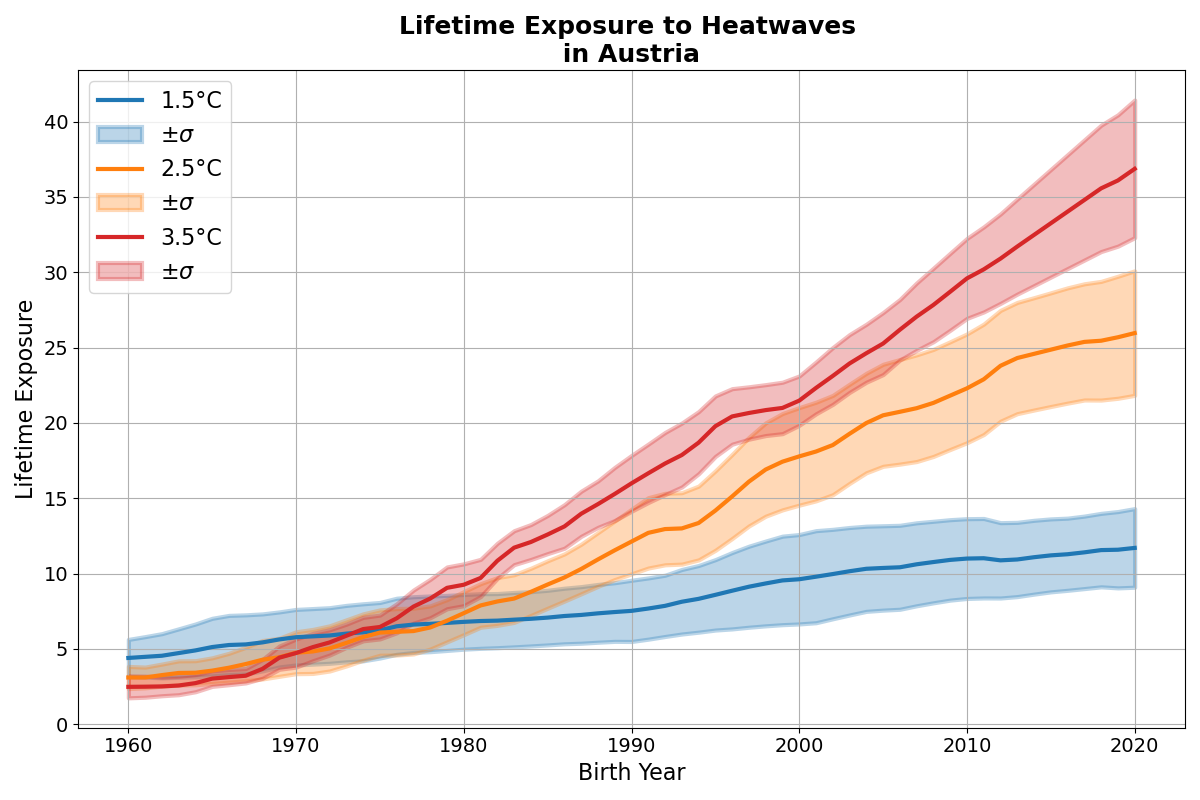 Lifetime Exposure to Heatwaves
in Austria
1.5°C
±σ
2.5°C
±σ
3.5°C
±σ
Lifetime Exposure
40
35
30
25
20
15
10
5
0
1960
1970
1980
1990
2000
2010
2020
Birth Year